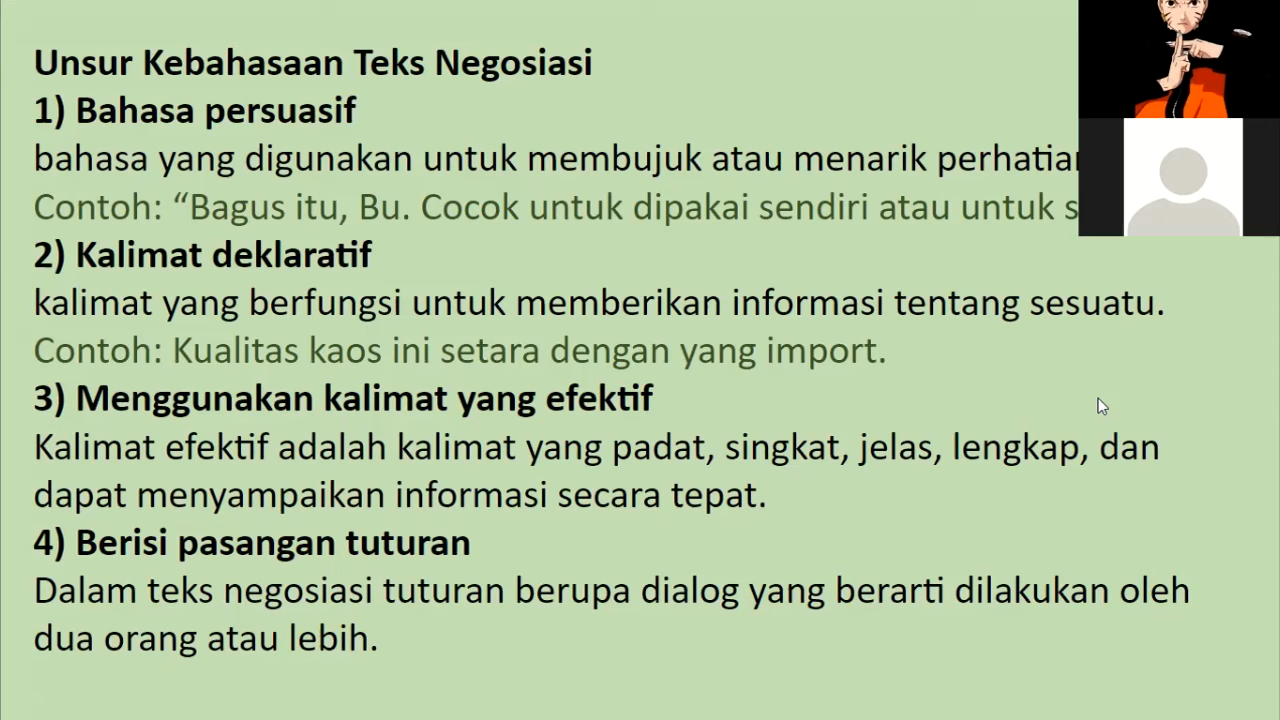 Unsur Kebahasaan Teks Negosiasi
1) Bahasa persuasif
bahasa yang digunakan untuk membujuk atau menarik
Contoh: “Bagus itu, Bu. Cocok untuk dipakai sendiri atau untuk
2) Kalimat deklaratif
kalimat yang berfungsi untuk memberikan informasi tentang sesuatu.
Contoh: Kualitas kaos ini setara dengan yang import.
3) Menggunakan kalimat yang efektif
Kalimat efektif adalah kalimat yang padat, singkat, jelas, lengkap, dan
dapat menyampaikan informasi secara tepat.
4) Berisi pasangan tuturan
Dalam teks negosiasi tuturan berupa dialog yang berarti dilakukan oleh
dua orang atau lebih.